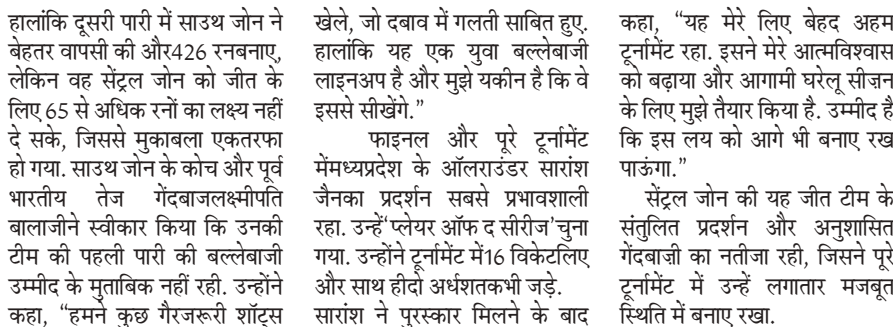 हालांकि दूसरी पारी में साउथ जोन ने
बेहतर वापसी की और426 रनबनाए,
लेकिन वह सेंट्रल जोन को जीत के
लिए 65 से अधिक रनों का लक्ष्य नहीं
दे सके, जिससे मुकाबला एकतरफा
हो गया. साउथ जोन के कोच और पूर्व
भारतीय तेज गेंदबाजलक्ष्मीपति
बालाजीने स्वीकार किया कि उनकी
टीम की पहली पारी की बल्लेबाजी
उम्मीद के मुताबिक नहीं रही. उन्होंने
कहा, “हमने कुछ गैरजरूरी शॉट्स
खेले, जो दबाव में गलती साबित हुए.
हालांकि यह एक युवा बल्लेबाजी
लाइनअप है और मुझे यकीन है कि वे
इससे सीखेंगे.”
फाइनल और पूरे टूर्नामेंट
मेंमध्यप्रदेश के ऑलराउंडर सारांश
जैनका प्रदर्शन सबसे प्रभावशाली
रहा. उन्हें‘प्लेयर ऑफ द सीरीज’चुना
गया. उन्होंने टूर्नामेंट में16 विकेटलिए
और साथ हीदो अर्धशतकभी जड़े.
सारांश ने पुरस्कार मिलने के बाद
कहा, “यह मेरे लिए बेहद अहम
टूर्नामेंट रहा. इसने मेरे आत्मविश्वास
को बढ़ाया और आगामी घरेलू सीजन
के लिए मुझे तैयार किया है. उम्मीद है
कि इस लय को आगे भी बनाए रख
पाऊंगा.”
सेंट्रल जोन की यह जीत टीम के
संतुलित प्रदर्शन और अनुशासित
गेंदबाज़ी का नतीजा रही, जिसने पूरे
टूर्नामेंट में उन्हें लगातार मजबूत
स्थिति में बनाए रखा.